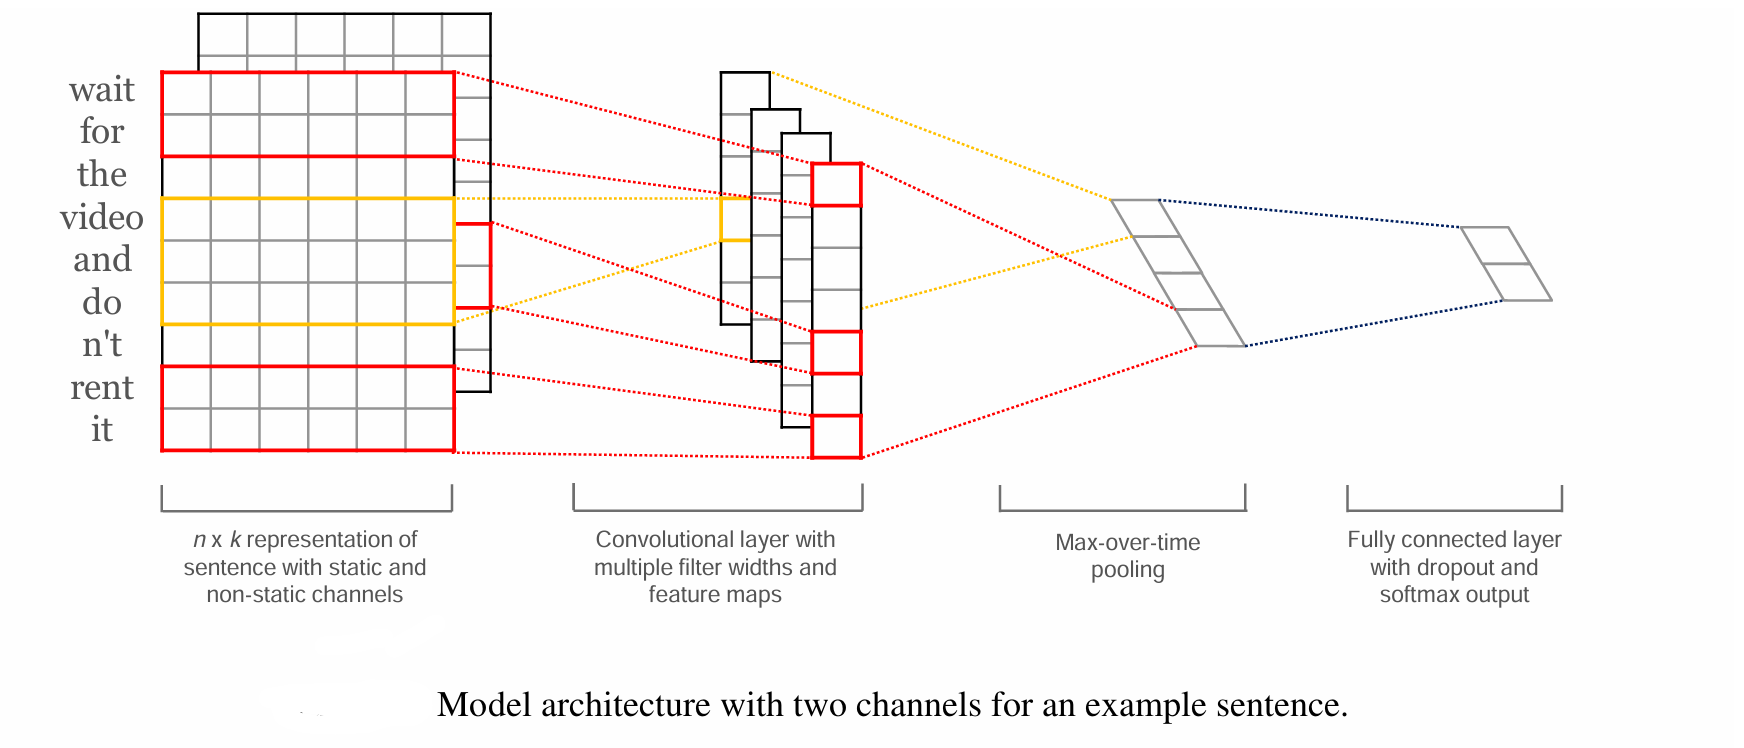 wait
for
the
video
and
do
n't
rent
it
n x k representation of
sentence with static and
non-static channels
Convolutional layer with
multiple filter widths and
feature maps
Max-over-time
pooling
Fully connected layer
with dropout and
softmax output
Model architecture with two channels for an example sentence.